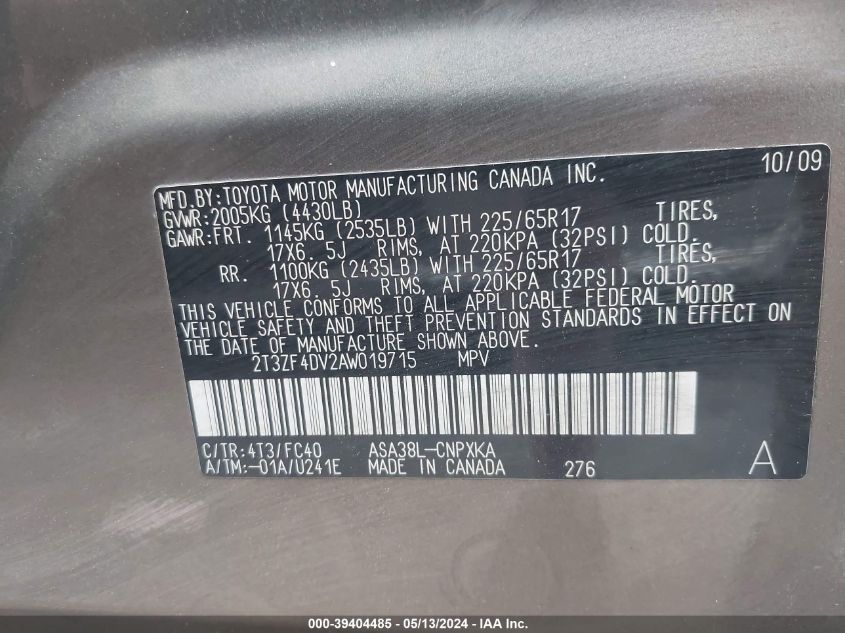 10/09
MFD. BY: TOYOTA MOTOR MANUFACTURING CANADA INC.
GVWR: 2005KG (4430LB)
GAWR: FRT. 1145KG (2535LB) WITH 225/65R17 TIRES,
17X6. 5J RIMS, AT 220KPA (32PSI) COLD.
RR. 1100KG (2435LB) WITH 225/65R17 TIRES,
17X6. 5J RIMS, AT 220KPA (32PSI) COLD.
THIS VEHICLE CONFORMS TO ALL APPLICABLE FEDERAL MOTOR
VEHICLE SAFETY AND THEFT PREVENTION STANDARDS IN EFFECT ON
THE DATE OF MANUFACTURE SHOWN ABOVE.
2T3ZF4DV2AW019715 MPV
C/TR: 4T3/FC40 ASA38L-CNPXKA
A/TM: -01A/U241E MADE IN CANADA 276 A
000-39404485 - 05/13/2024 - IAA Inc.